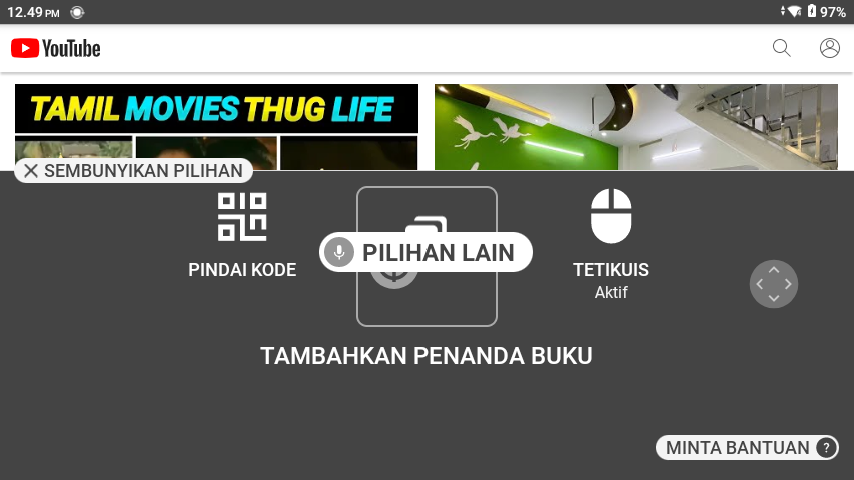 12.49 PM
97%
YouTube
TAMIL MOVIES THUG LIFE
SEMBUNYIKAN PILIHAN
PINDAI KODE
PILIHAN LAIN
TETIKUS
Aktif
TAMBAHKAN PENANDA BUKU
MINTA BANTUAN ?